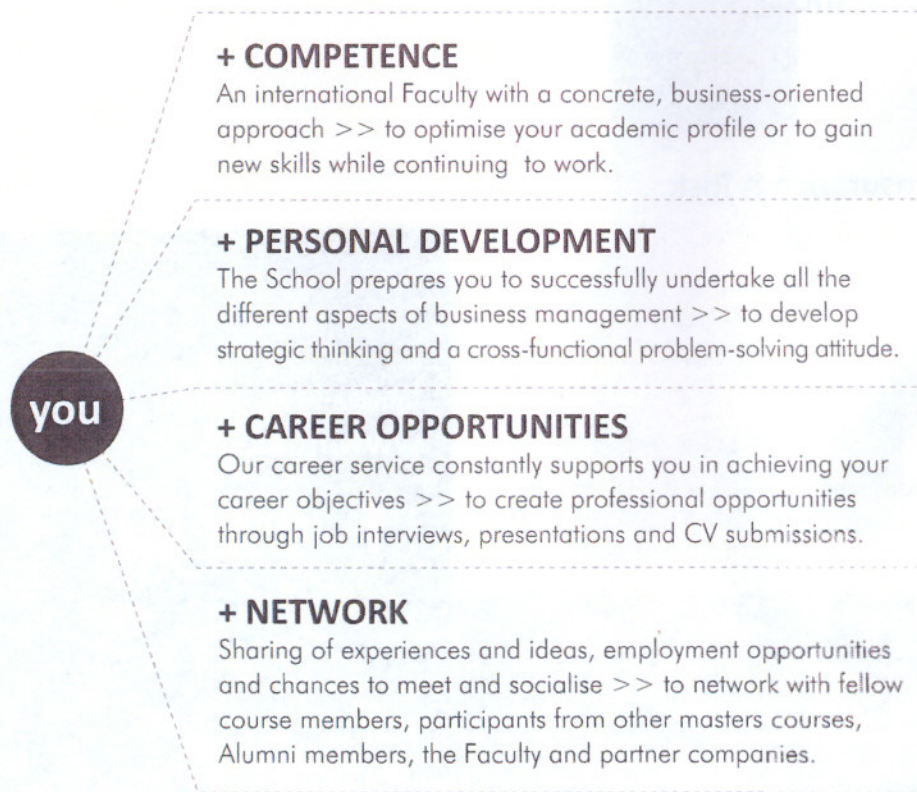 + COMPETENCE
An international Faculty with a concrete, business-oriented
approach >> to optimise your academic profile or to gain
new skills while continuing to work.
+ PERSONAL DEVELOPMENT
The School prepares you to successfully undertake all the
different aspects of business management >> to develop
strategic thinking and a cross-functional problem-solving attitude.
you
+ CAREER OPPORTUNITIES
Our career service constantly supports you in achieving your
career objectives >> to create professional opportunities
through job interviews, presentations and CV submissions.
+ NETWORK
Sharing of experiences and ideas, employment opportunities
and chances to meet and socialise >> to network with fellow
course members, participants from other masters courses,
Alumni members, the Faculty and partner companies.